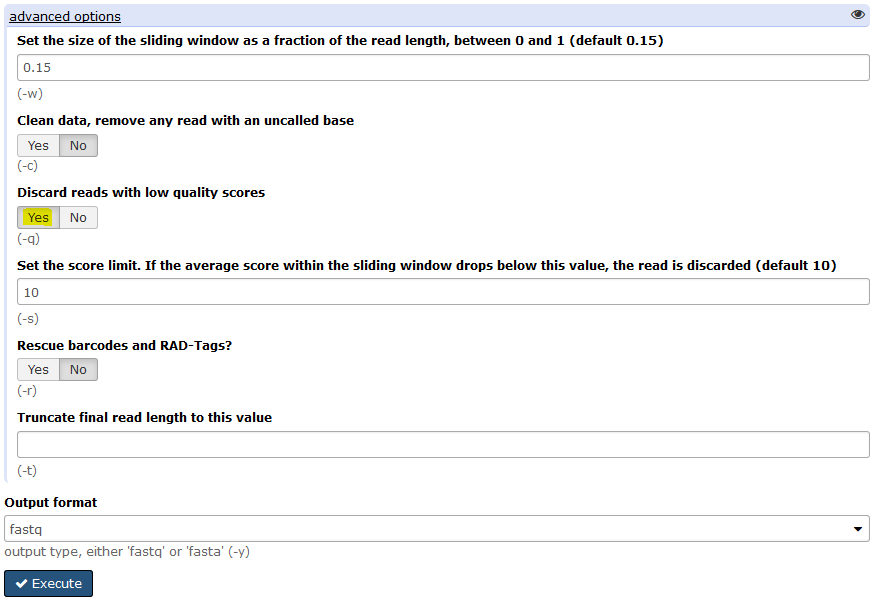 advanced options
Set the size of the sliding window as a fraction of the read length, between 0 and 1 (default 0.15)
0.15
(-w)
Clean data, remove any read with an uncalled base
Yes No
(-c)
Discard reads with low quality scores
Yes No
(-q)
Set the score limit. If the average score within the sliding window drops below this value, the read is discarded (default 10)
10
(-s)
Rescue barcodes and RAD-Tags?
Yes No
(-r)
Truncate final read length to this value
(-t)
Output format
fastq
output type, either 'fastq' or 'fasta' (-y)
Execute